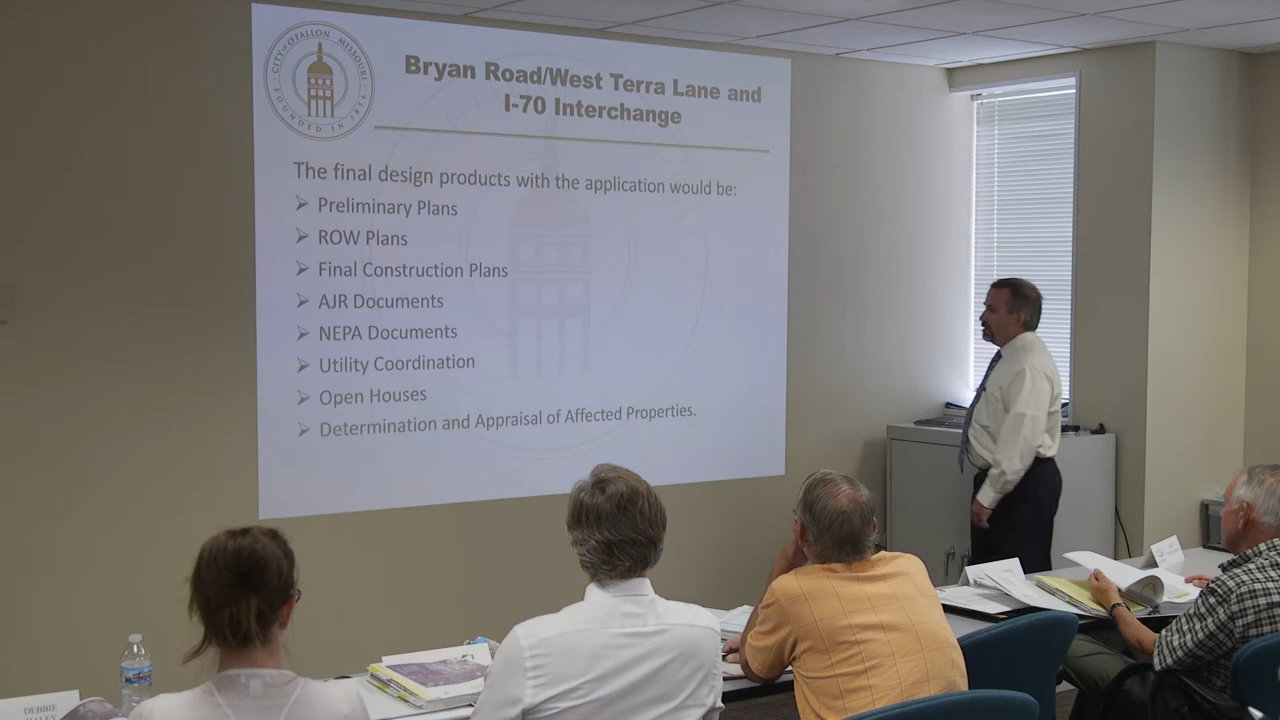 CITY OF O'FALLON · MISSOURI
FOUNDED IN 1857
Bryan Road/West Terra Lane and
I-70 Interchange
The final design products with the application would be:
➢ Preliminary Plans
➢ ROW Plans
➢ Final Construction Plans
➢ AJR Documents
➢ NEPA Documents
➢ Utility Coordination
➢ Open Houses
➢ Determination and Appraisal of Affected Properties.
DEBBIE